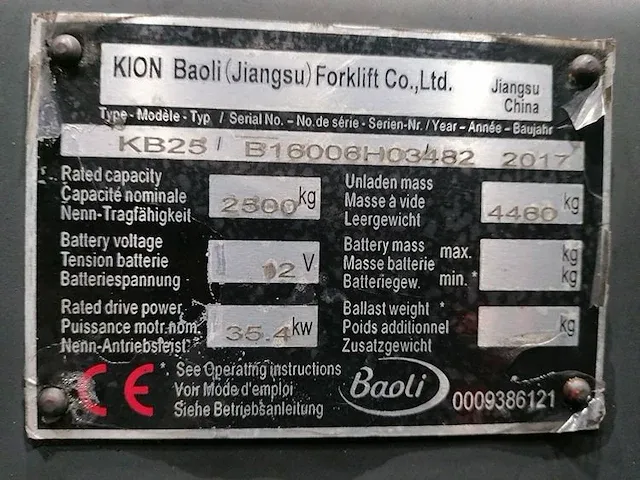 KION Baoli (Jiangsu) Forklift Co.,Ltd.
Jiangsu
China
Type - Modèle - Typ / Serial No. – No. de série - Serien-Nr. / Year – Année - Baujahr
KB25 / B16006H03482 / 2017
Rated capacity
Capacité nominale
Nenn-Tragfähigkeit
2500 kg
Unladen mass
Masse à vide
Leergewicht
4460 kg
Battery voltage
Tension batterie
Batteriespannung
12 V
Battery mass
Masse batterie
Batteriegew.
max. kg
min. * kg
Rated drive power
Puissance motr.nom.
Nenn-Antriebsleist.
35.4 kw
Ballast weight *
Poids additionnel
Zusatzgewicht
kg
CE
* See Operating instructions
Voir Mode d'emploi
Siehe Betriebsanleitung
Baoli
0009386121